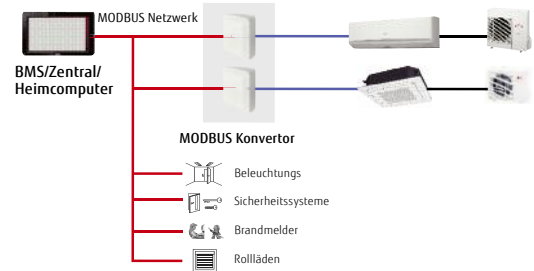 MODBUS Netzwerk
BMS/Zentral/
Heimcomputer
MODBUS Konvertor
Beleuchtungs
Sicherheitssysteme
Brandmelder
Rollläden